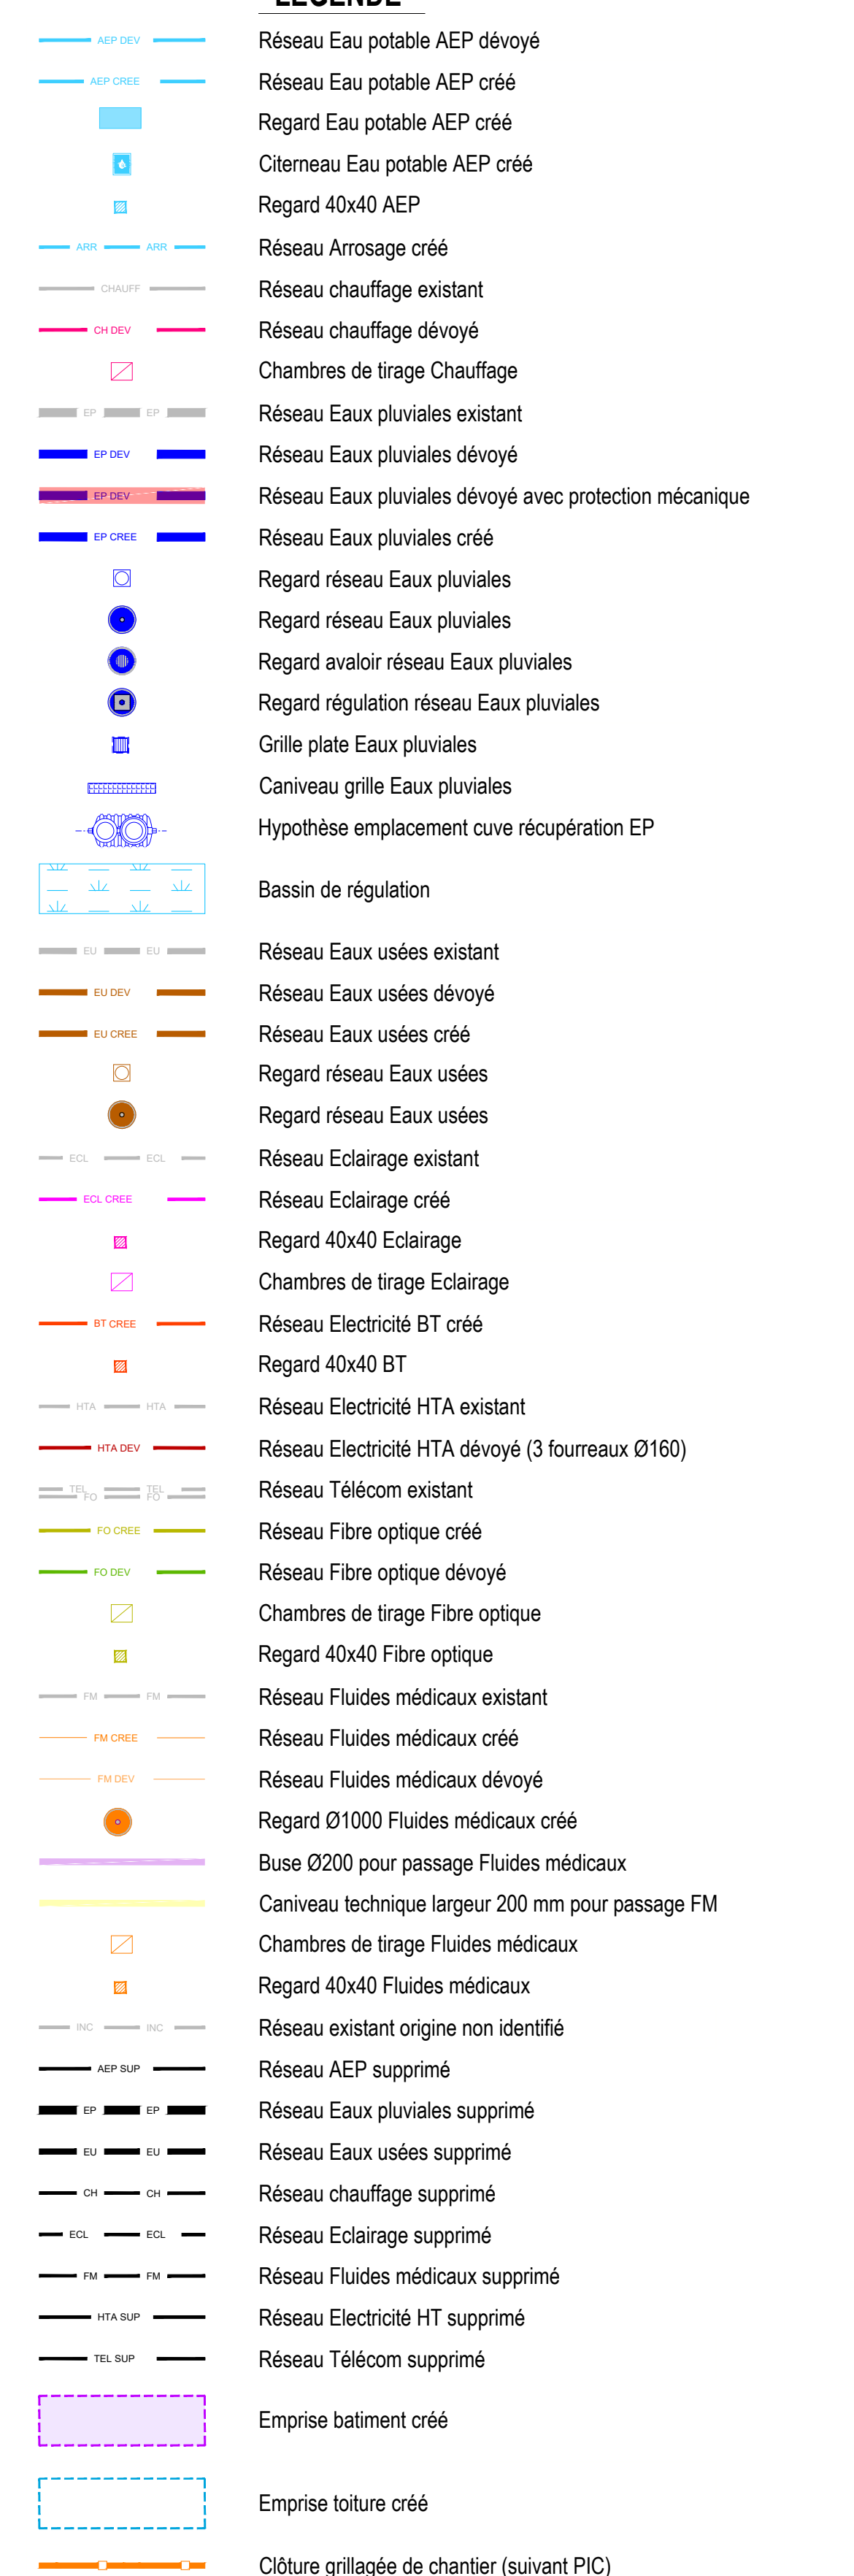 LEGENDE
AEP DEV Réseau Eau potable AEP dévoyé
AEP CREE Réseau Eau potable AEP créé
Regard Eau potable AEP créé
Citerneau Eau potable AEP créé
Regard 40x40 AEP
ARR ARR Réseau Arrosage créé
CHAUFF Réseau chauffage existant
CH DEV Réseau chauffage dévoyé
Chambres de tirage Chauffage
EP EP Réseau Eaux pluviales existant
EP DEV Réseau Eaux pluviales dévoyé
EP DEV Réseau Eaux pluviales dévoyé avec protection mécanique
EP CREE Réseau Eaux pluviales créé
Regard réseau Eaux pluviales
Regard réseau Eaux pluviales
Regard avaloir réseau Eaux pluviales
Regard régulation réseau Eaux pluviales
Grille plate Eaux pluviales
Caniveau grille Eaux pluviales
Hypothèse emplacement cuve récupération EP
Bassin de régulation
EU EU Réseau Eaux usées existant
EU DEV Réseau Eaux usées dévoyé
EU CREE Réseau Eaux usées créé
Regard réseau Eaux usées
Regard réseau Eaux usées
ECL ECL Réseau Eclairage existant
ECL CREE Réseau Eclairage créé
Regard 40x40 Eclairage
Chambres de tirage Eclairage
BT CREE Réseau Electricité BT créé
Regard 40x40 BT
HTA HTA Réseau Electricité HTA existant
HTA DEV Réseau Electricité HTA dévoyé (3 fourreaux Ø160)
TEL TEL Réseau Télécom existant
FO FO
FO CREE Réseau Fibre optique créé
FO DEV Réseau Fibre optique dévoyé
Chambres de tirage Fibre optique
Regard 40x40 Fibre optique
FM FM Réseau Fluides médicaux existant
FM CREE Réseau Fluides médicaux créé
FM DEV Réseau Fluides médicaux dévoyé
Regard Ø1000 Fluides médicaux créé
Buse Ø200 pour passage Fluides médicaux
Caniveau technique largeur 200 mm pour passage FM
Chambres de tirage Fluides médicaux
Regard 40x40 Fluides médicaux
INC INC Réseau existant origine non identifié
AEP SUP Réseau AEP supprimé
EP EP Réseau Eaux pluviales supprimé
EU EU Réseau Eaux usées supprimé
CH CH Réseau chauffage supprimé
ECL ECL Réseau Eclairage supprimé
FM FM Réseau Fluides médicaux supprimé
HTA SUP Réseau Electricité HT supprimé
TEL SUP Réseau Télécom supprimé
Emprise batiment créé
Emprise toiture créé
Clôture grillagée de chantier (suivant PIC)